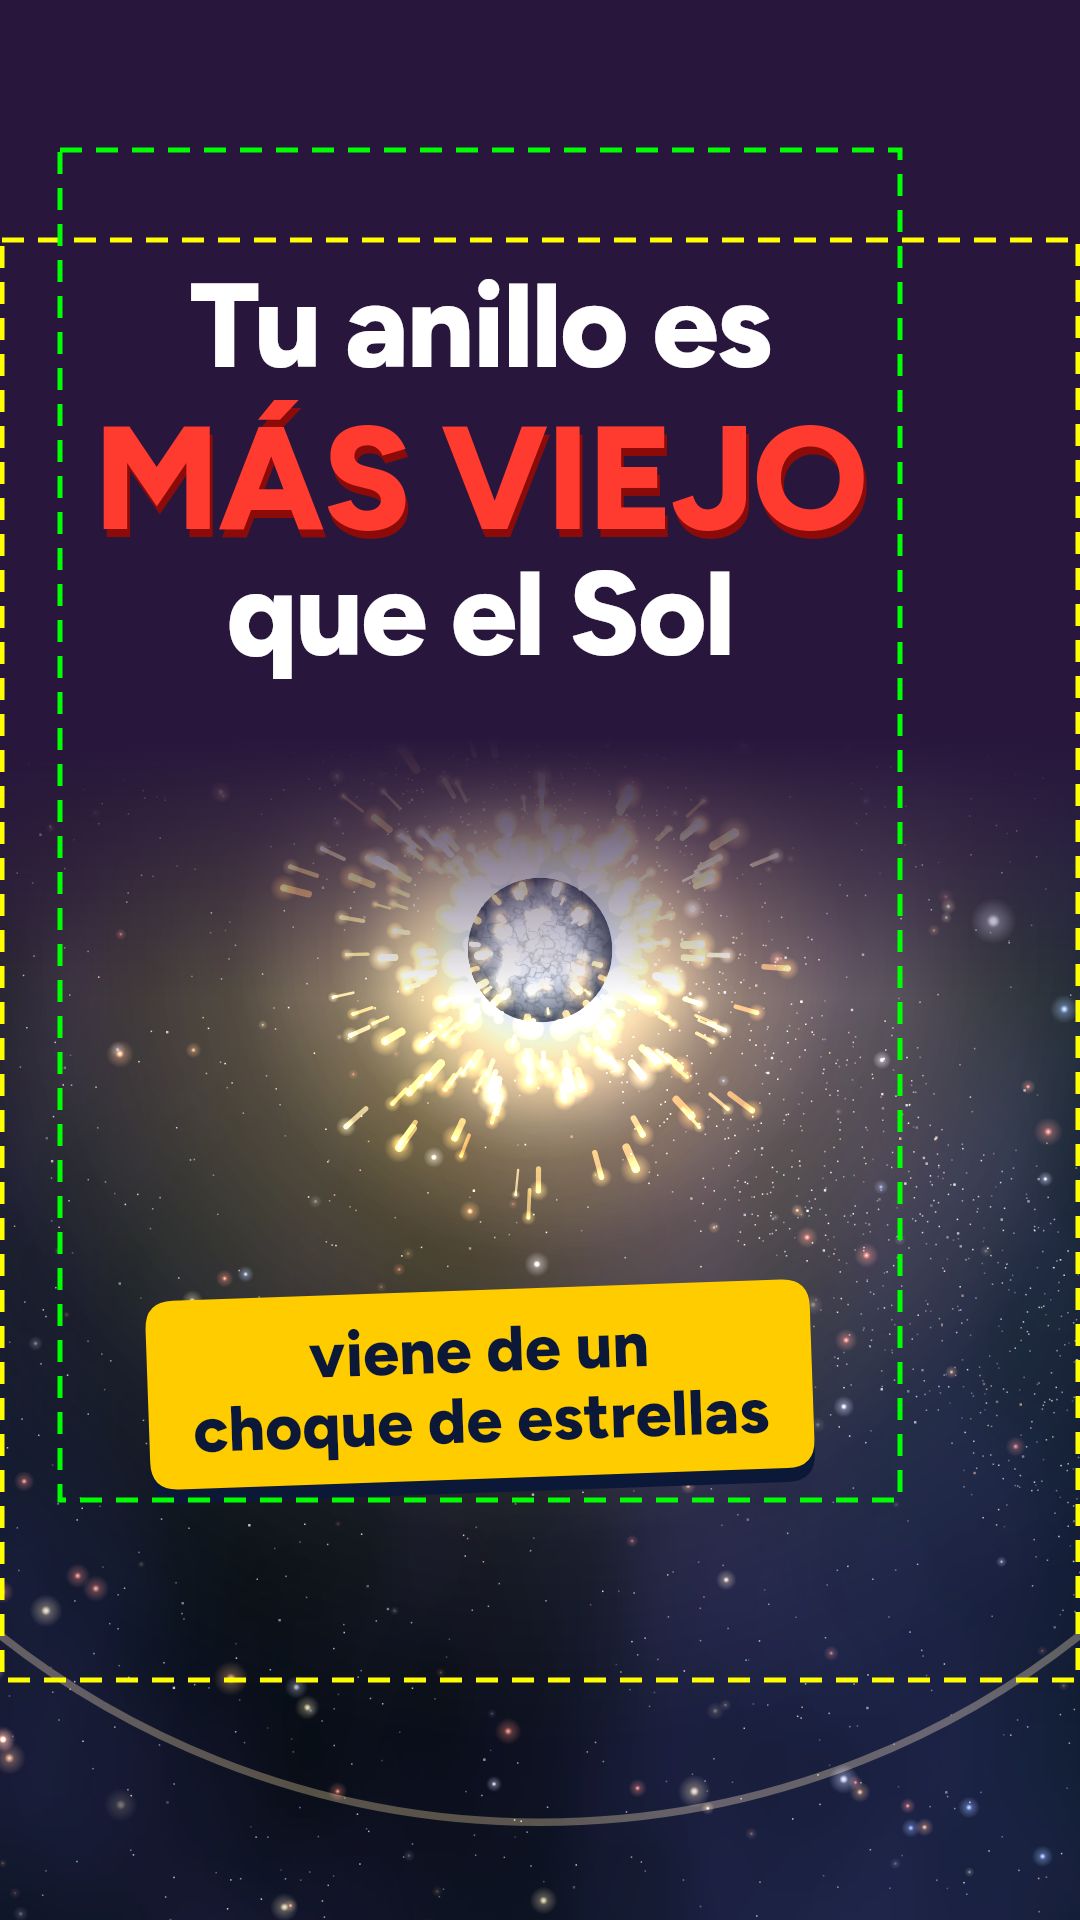 Tu anillo es
MÁS VIEJO
que el Sol
viene de un
choque de estrellas